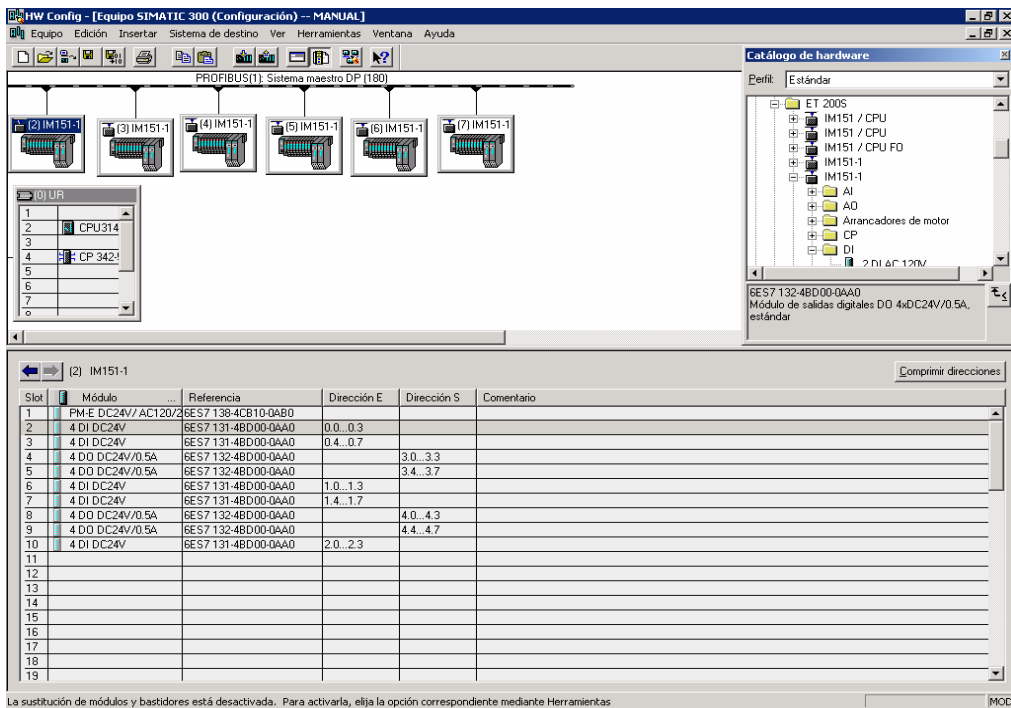 HW Config - [Equipo SIMATIC 300 (Configuración) -- MANUAL]
Equipo Edición Insertar Sistema de destino Ver Herramientas Ventana Ayuda
PROFIBUS(1): Sistema maestro DP (180)
(2) IM151-1
(3) IM151-1
(4) IM151-1
(5) IM151-1
(6) IM151-1
(7) IM151-1
(0) UR
1
2 CPU314
3
4 CP 342-5
5
6
7
Catálogo de hardware
Perfil: Estándar
ET 200S
IM151 / CPU
IM151 / CPU
IM151 / CPU FO
IM151-1
IM151-1
AI
AO
Arrancadores de motor
CP
DI
2 DI AC 120V
6ES7 132-4BD00-0AA0
Módulo de salidas digitales DO 4xDC24V/0.5A,
estándar
(2) IM151-1
Comprimir direcciones
Slot Módulo ... Referencia Dirección E Dirección S Comentario
1 PM-E DC24V/ AC120/2 6ES7 138-4CB10-0AB0
2 4 DI DC24V 6ES7 131-4BD00-0AA0 0.0...0.3
3 4 DI DC24V 6ES7 131-4BD00-0AA0 0.4...0.7
4 4 DO DC24V/0.5A 6ES7 132-4BD00-0AA0 3.0...3.3
5 4 DO DC24V/0.5A 6ES7 132-4BD00-0AA0 3.4...3.7
6 4 DI DC24V 6ES7 131-4BD00-0AA0 1.0...1.3
7 4 DI DC24V 6ES7 131-4BD00-0AA0 1.4...1.7
8 4 DO DC24V/0.5A 6ES7 132-4BD00-0AA0 4.0...4.3
9 4 DO DC24V/0.5A 6ES7 132-4BD00-0AA0 4.4...4.7
10 4 DI DC24V 6ES7 131-4BD00-0AA0 2.0...2.3
11
12
13
14
15
16
17
18
19
La sustitución de módulos y bastidores está desactivada. Para activarla, elija la opción correspondiente mediante Herramientas
MOD